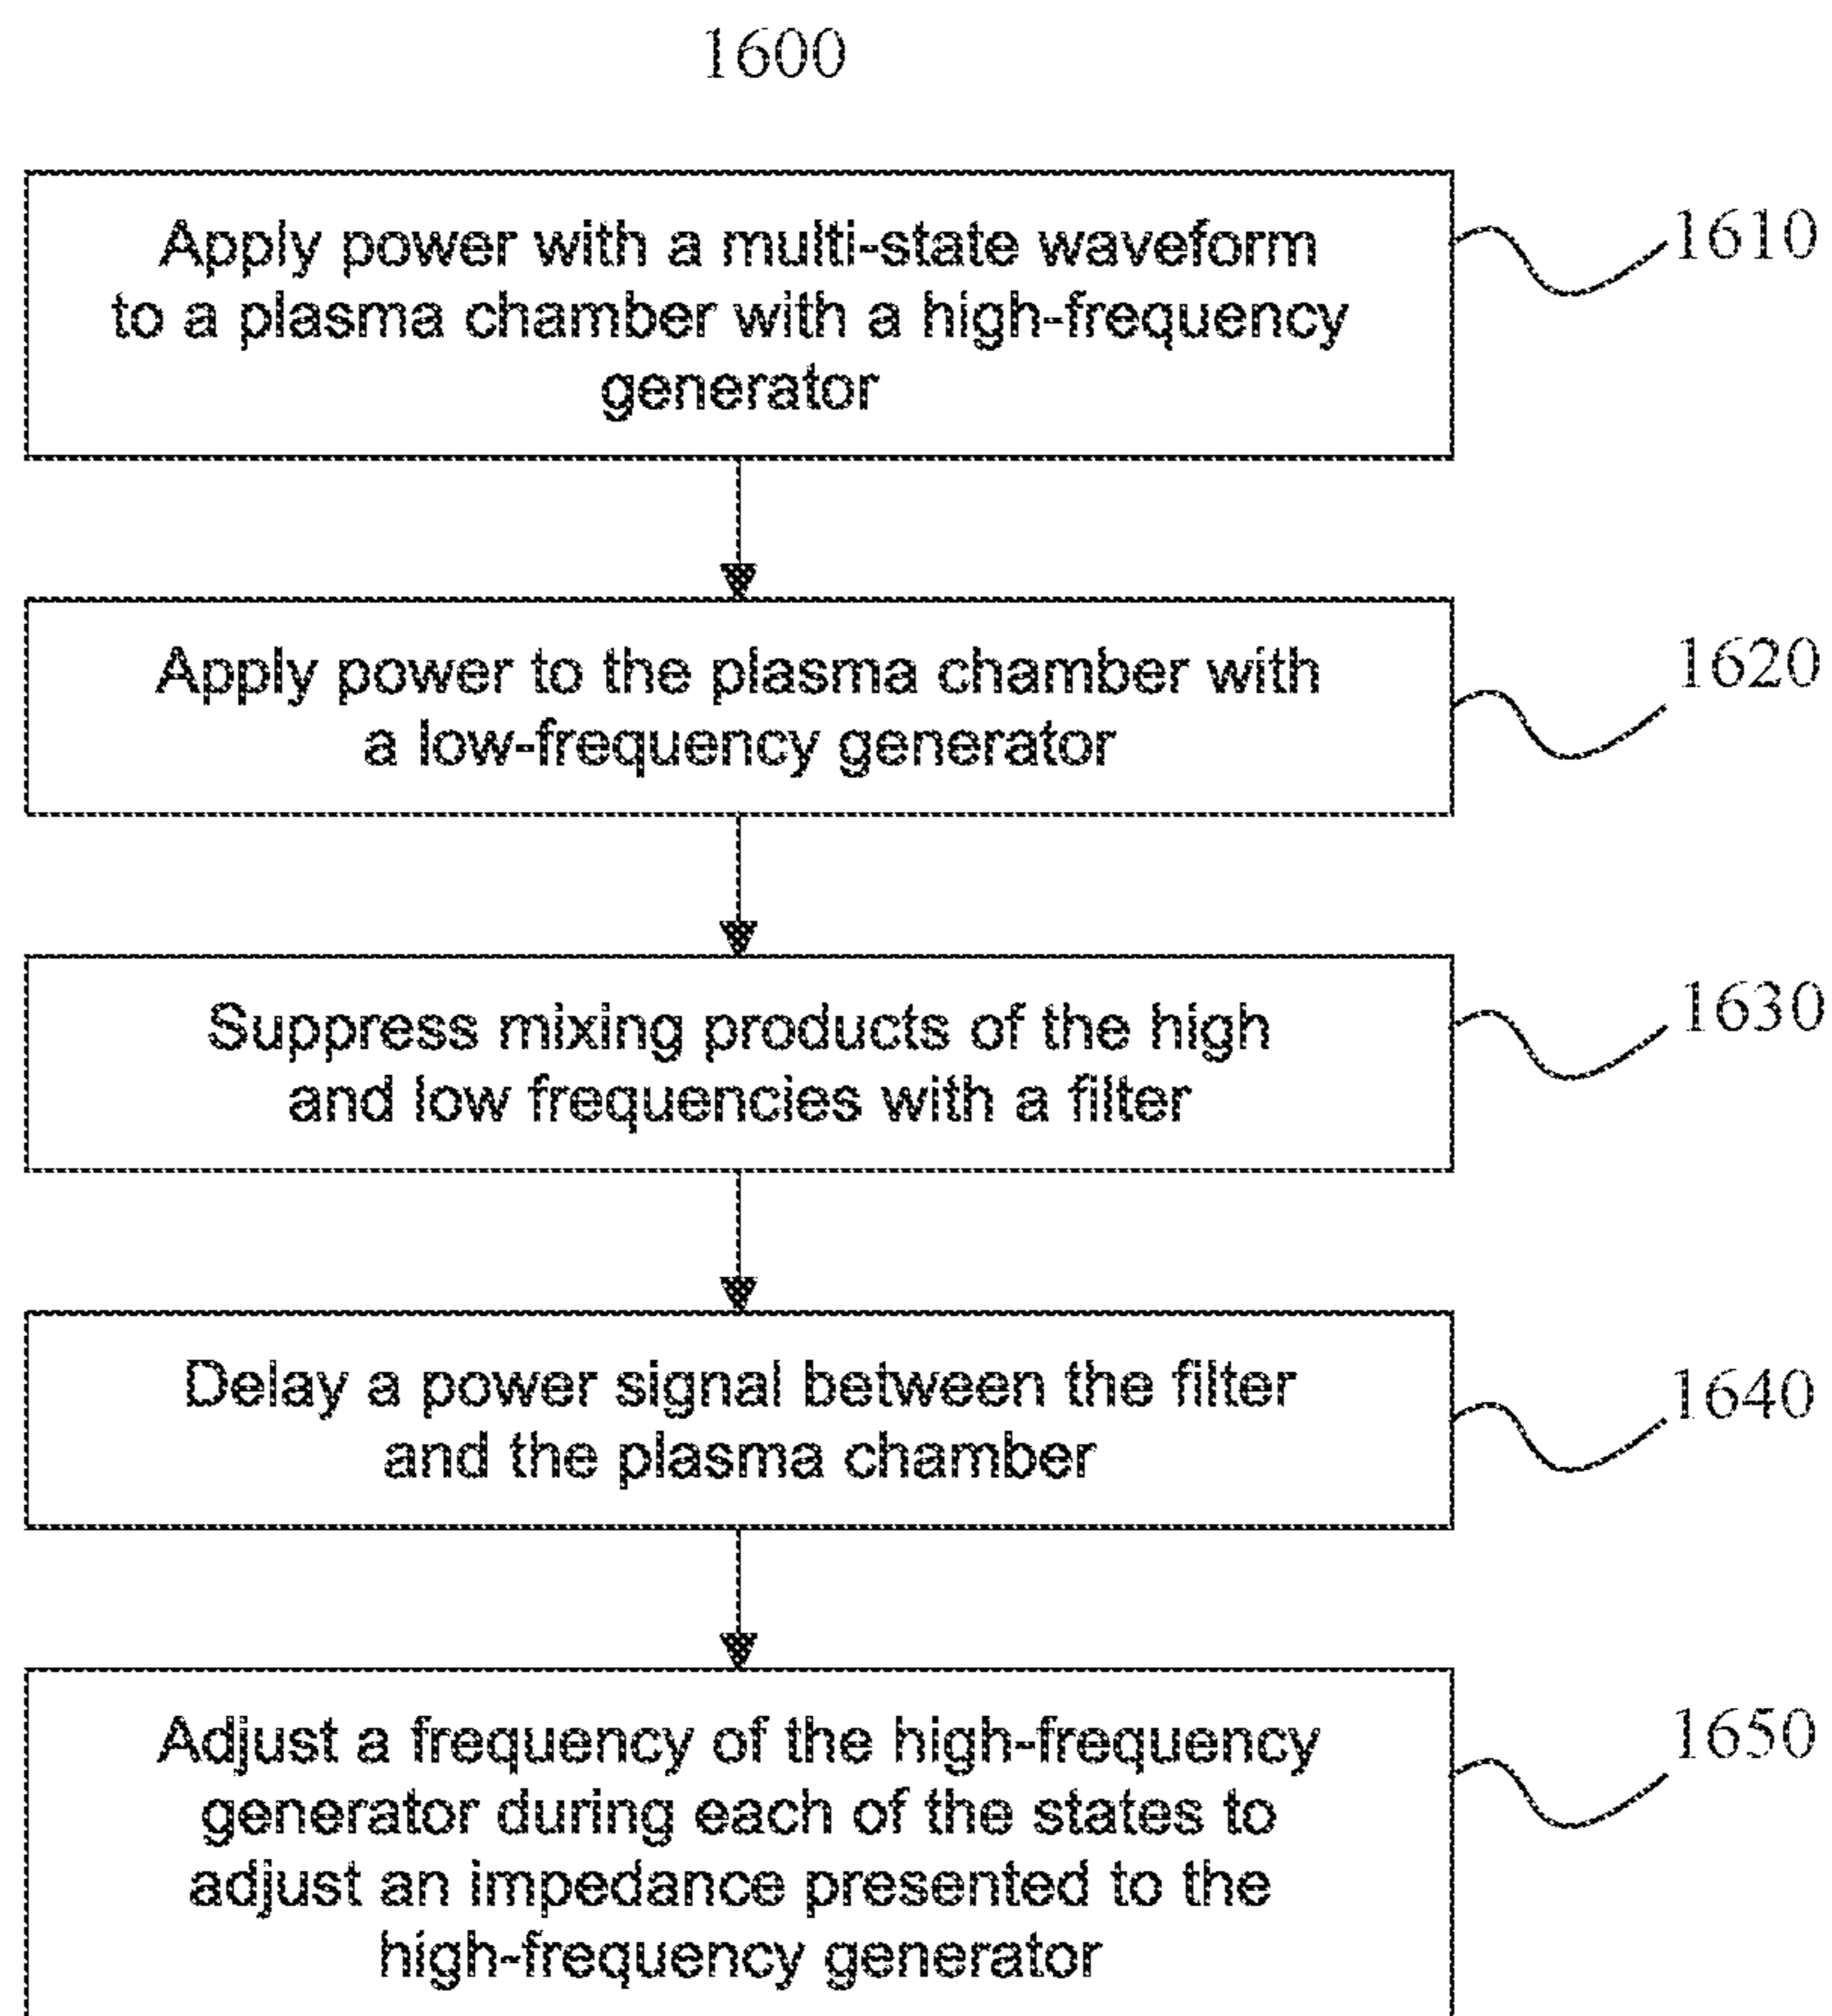 1600
Apply power with a multi-state waveform
to a plasma chamber with a high-frequency
generator
1610
Apply power to the plasma chamber with
a low-frequency generator
1620
Suppress mixing products of the high
and low frequencies with a filter
1630
Delay a power signal between the filter
and the plasma chamber
1640
Adjust a frequency of the high-frequency
generator during each of the states to
adjust an impedance presented to the
high-frequency generator
1650